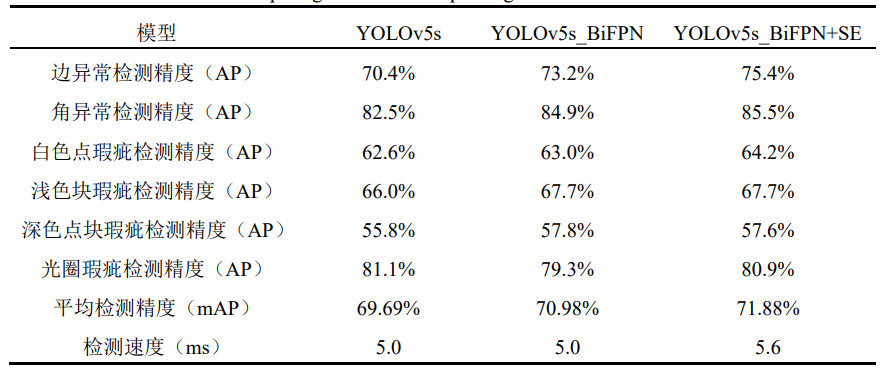 模型 YOLOv5s YOLOv5s_BiFPN YOLOv5s_BiFPN+SE
边异常检测精度（AP） 70.4% 73.2% 75.4%
角异常检测精度（AP） 82.5% 84.9% 85.5%
白色点瑕疵检测精度（AP） 62.6% 63.0% 64.2%
浅色块瑕疵检测精度（AP） 66.0% 67.7% 67.7%
深色点块瑕疵检测精度（AP） 55.8% 57.8% 57.6%
光圈瑕疵检测精度（AP） 81.1% 79.3% 80.9%
平均检测精度（mAP） 69.69% 70.98% 71.88%
检测速度（ms） 5.0 5.0 5.6